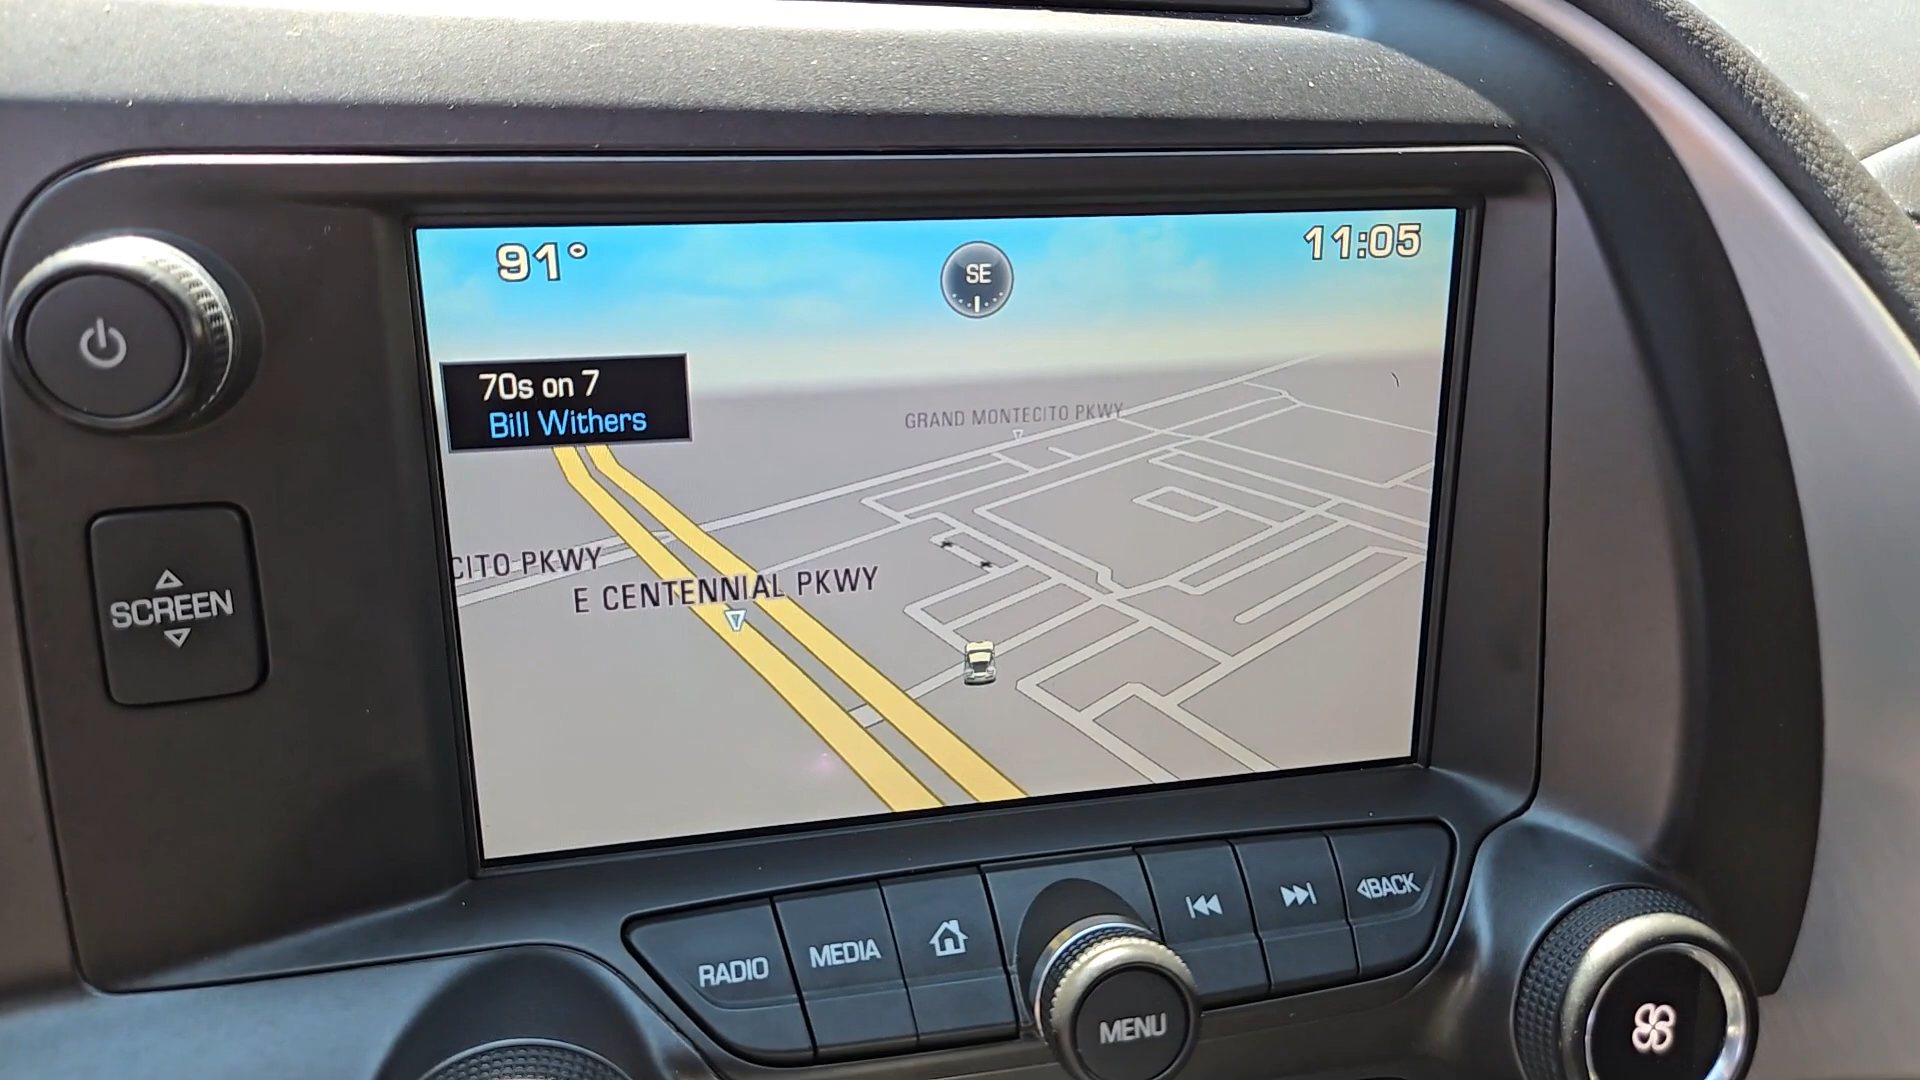 91°
SE
11:05
70s on 7
Bill Withers
GRAND MONTECITO PKWY
CITO PKWY
E CENTENNIAL PKWY
SCREEN
RADIO
MEDIA
BACK
MENU